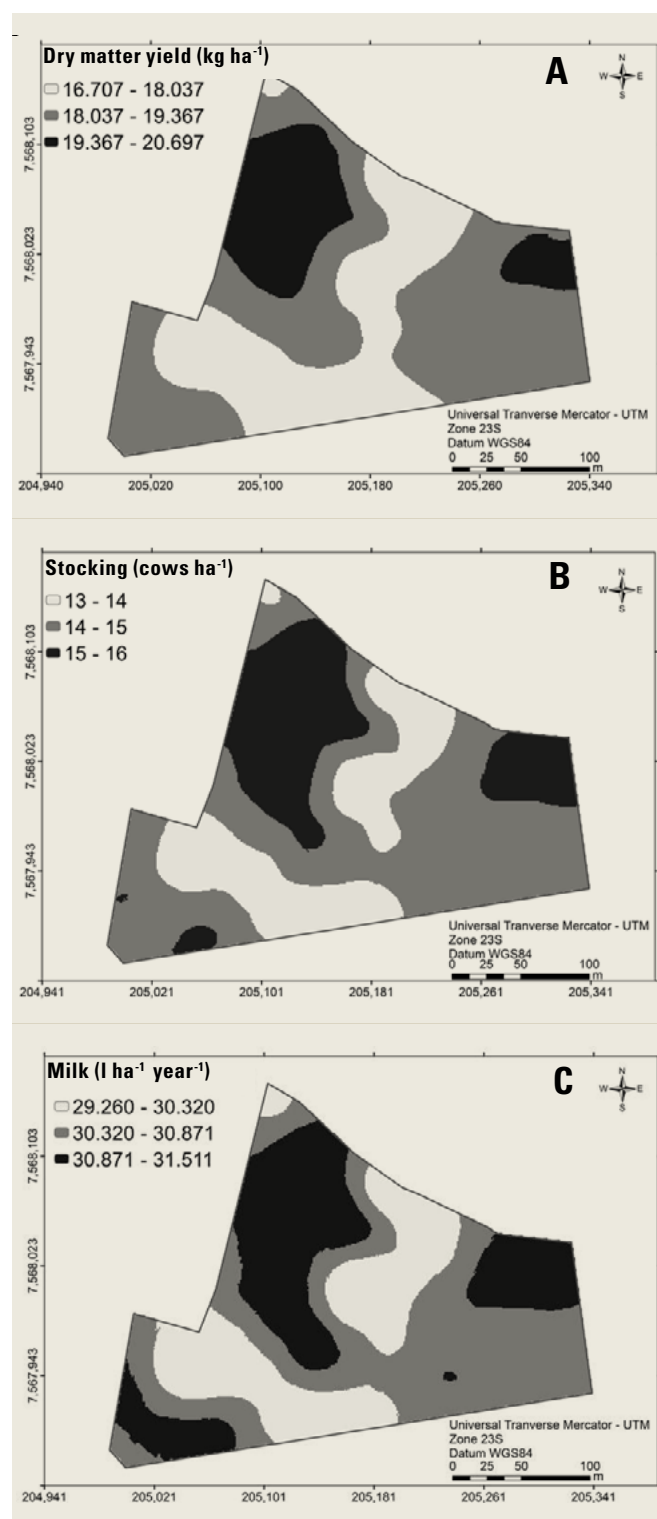 Dry matter yield (kg ha⁻¹)
A
N
W E
S
16.707 - 18.037
18.037 - 19.367
19.367 - 20.697
7,568,103
7,568,023
7,567,943
Universal Tranverse Mercator - UTM
Zone 23S
Datum WGS84
0 25 50 100
m
204,940 205,020 205,100 205,180 205,260 205,340
Stocking (cows ha⁻¹)
B
N
W E
S
13 - 14
14 - 15
15 - 16
7,568,103
7,568,023
7,567,943
Universal Tranverse Mercator - UTM
Zone 23S
Datum WGS84
0 25 50 100
m
204,941 205,021 205,101 205,181 205,261 205,341
Milk (l ha⁻¹ year⁻¹)
C
N
W E
S
29.260 - 30.320
30.320 - 30.871
30.871 - 31.511
7,568,103
7,568,023
7,567,943
Universal Tranverse Mercator - UTM
Zone 23S
Datum WGS84
0 25 50 100
m
204,941 205,021 205,101 205,181 205,261 205,341